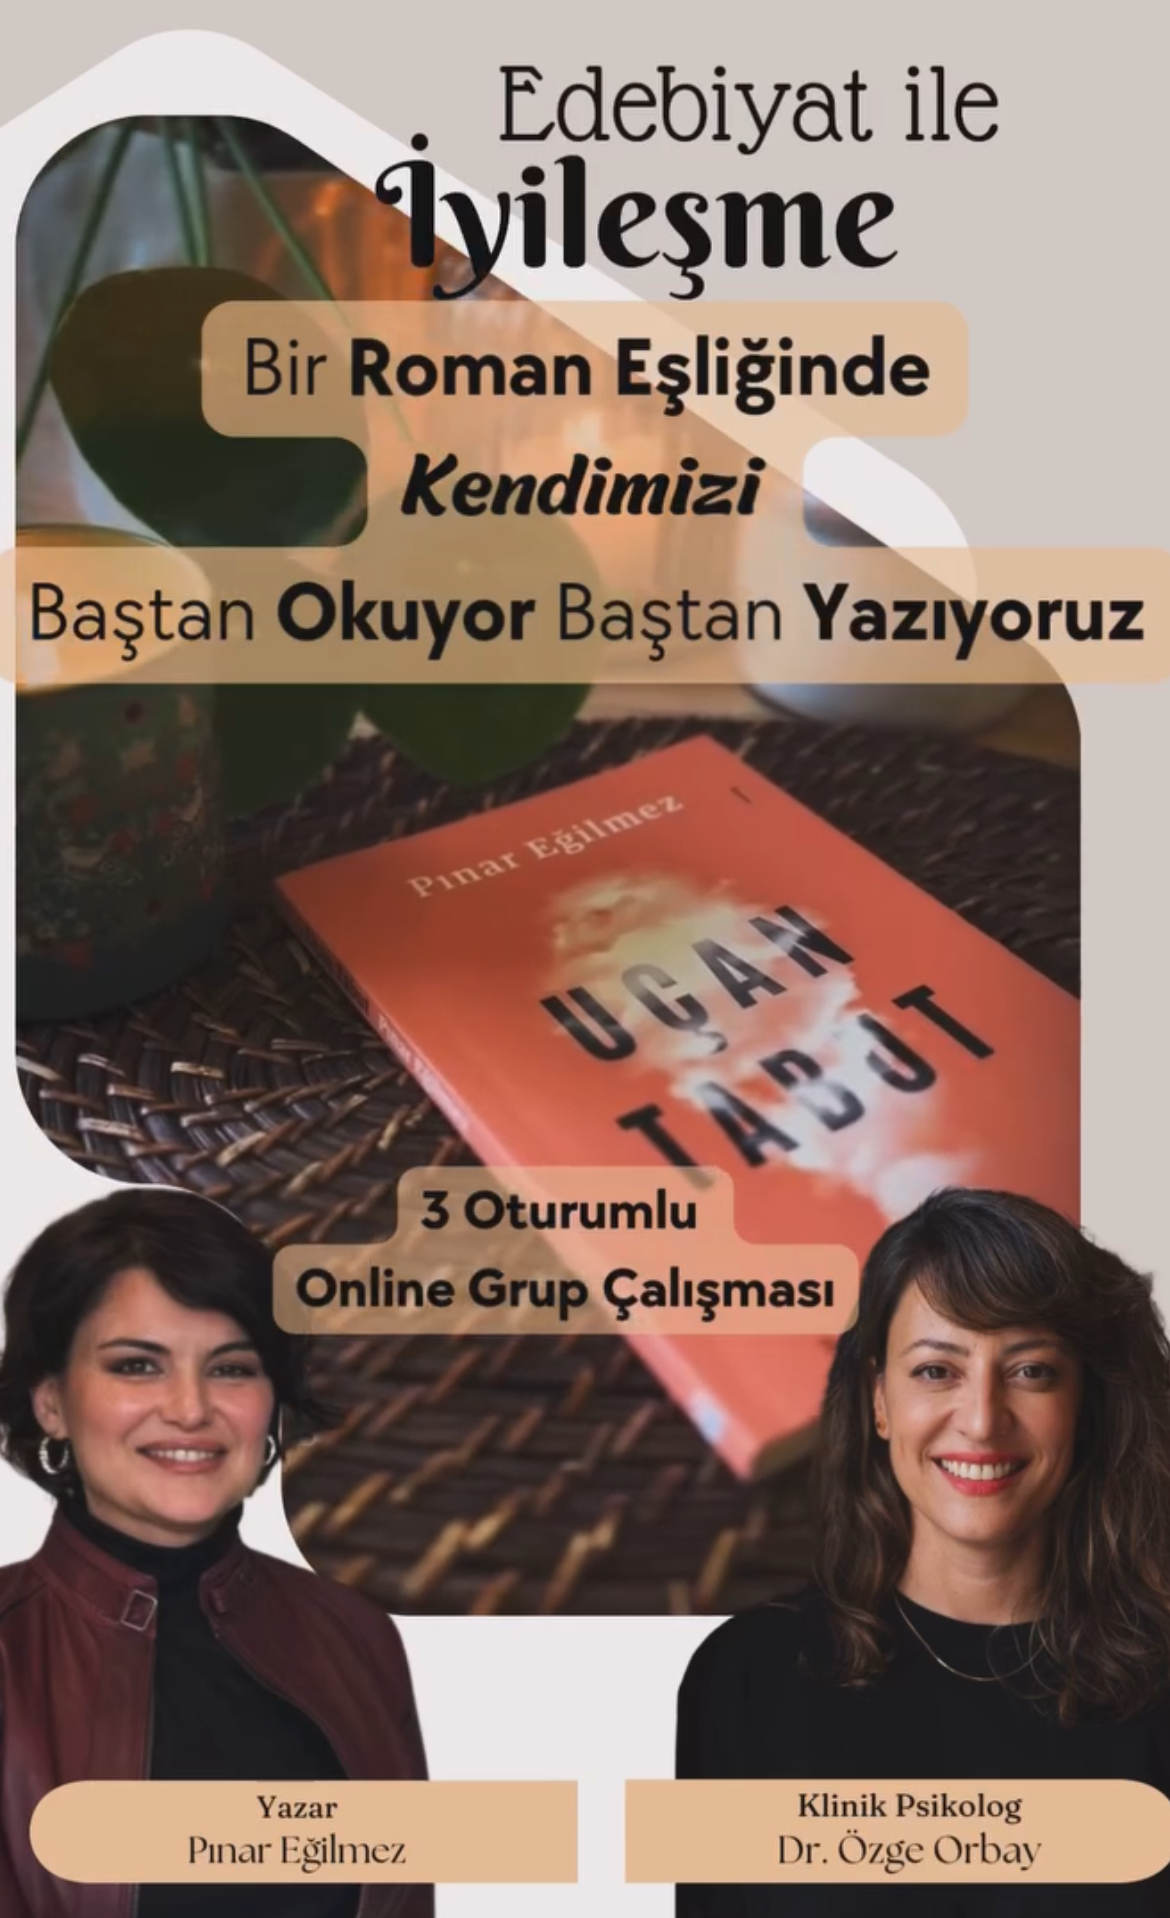 Edebiyat ile
İyileşme
Bir Roman Eşliğinde
Kendimizi
Baştan Okuyor Baştan Yazıyoruz
Pınar Eğilmez
UÇAN
TABUT
3 Oturumlu
Online Grup Çalışması
Yazar
Pınar Eğilmez
Klinik Psikolog
Dr. Özge Orbay